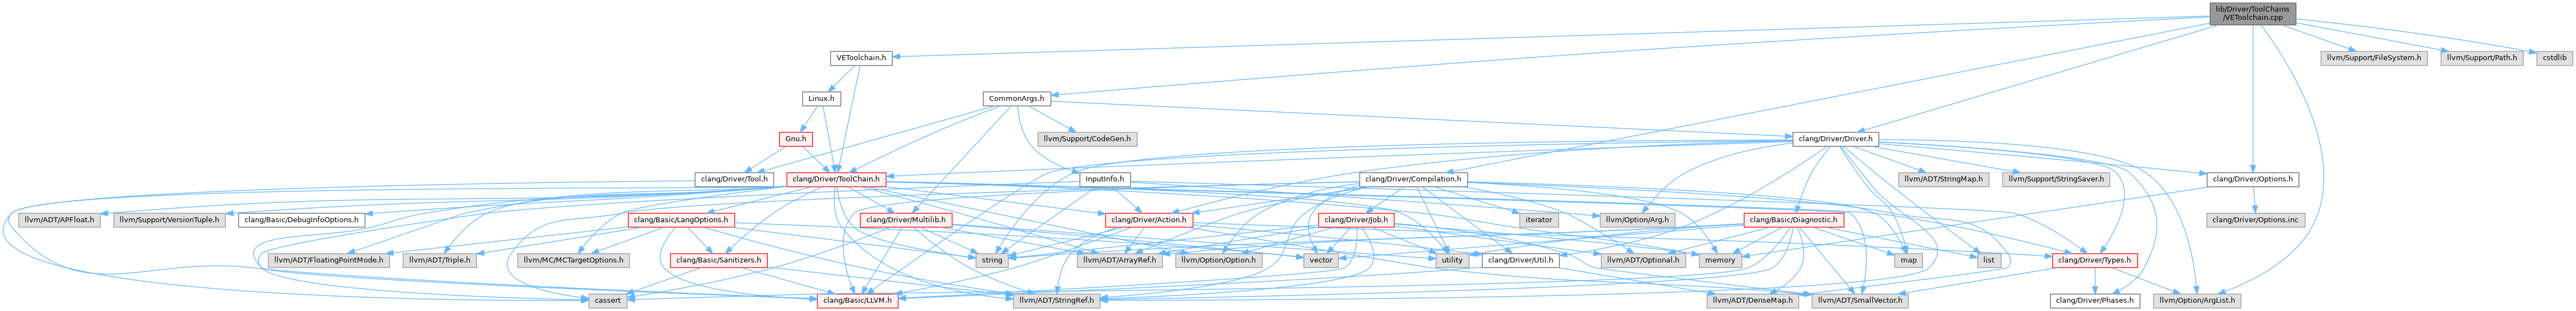 lib/Driver/ToolChains
/VEToolchain.cpp
VEToolchain.h
llvm/Support/FileSystem.h
llvm/Support/Path.h
cstdlib
Linux.h
CommonArgs.h
Gnu.h
llvm/Support/CodeGen.h
clang/Driver/Driver.h
clang/Driver/Tool.h
clang/Driver/ToolChain.h
InputInfo.h
clang/Driver/Compilation.h
llvm/ADT/StringMap.h
llvm/Support/StringSaver.h
clang/Driver/Options.h
llvm/ADT/APFloat.h
llvm/Support/VersionTuple.h
clang/Basic/DebugInfoOptions.h
clang/Basic/LangOptions.h
clang/Driver/Multilib.h
clang/Driver/Action.h
clang/Driver/Job.h
iterator
llvm/Option/Arg.h
clang/Basic/Diagnostic.h
clang/Driver/Options.inc
llvm/ADT/FloatingPointMode.h
llvm/ADT/Triple.h
llvm/MC/MCTargetOptions.h
clang/Basic/Sanitizers.h
string
llvm/ADT/ArrayRef.h
llvm/Option/Option.h
vector
utility
clang/Driver/Util.h
llvm/ADT/Optional.h
memory
map
list
clang/Driver/Types.h
cassert
clang/Basic/LLVM.h
llvm/ADT/StringRef.h
llvm/ADT/DenseMap.h
llvm/ADT/SmallVector.h
clang/Driver/Phases.h
llvm/Option/ArgList.h